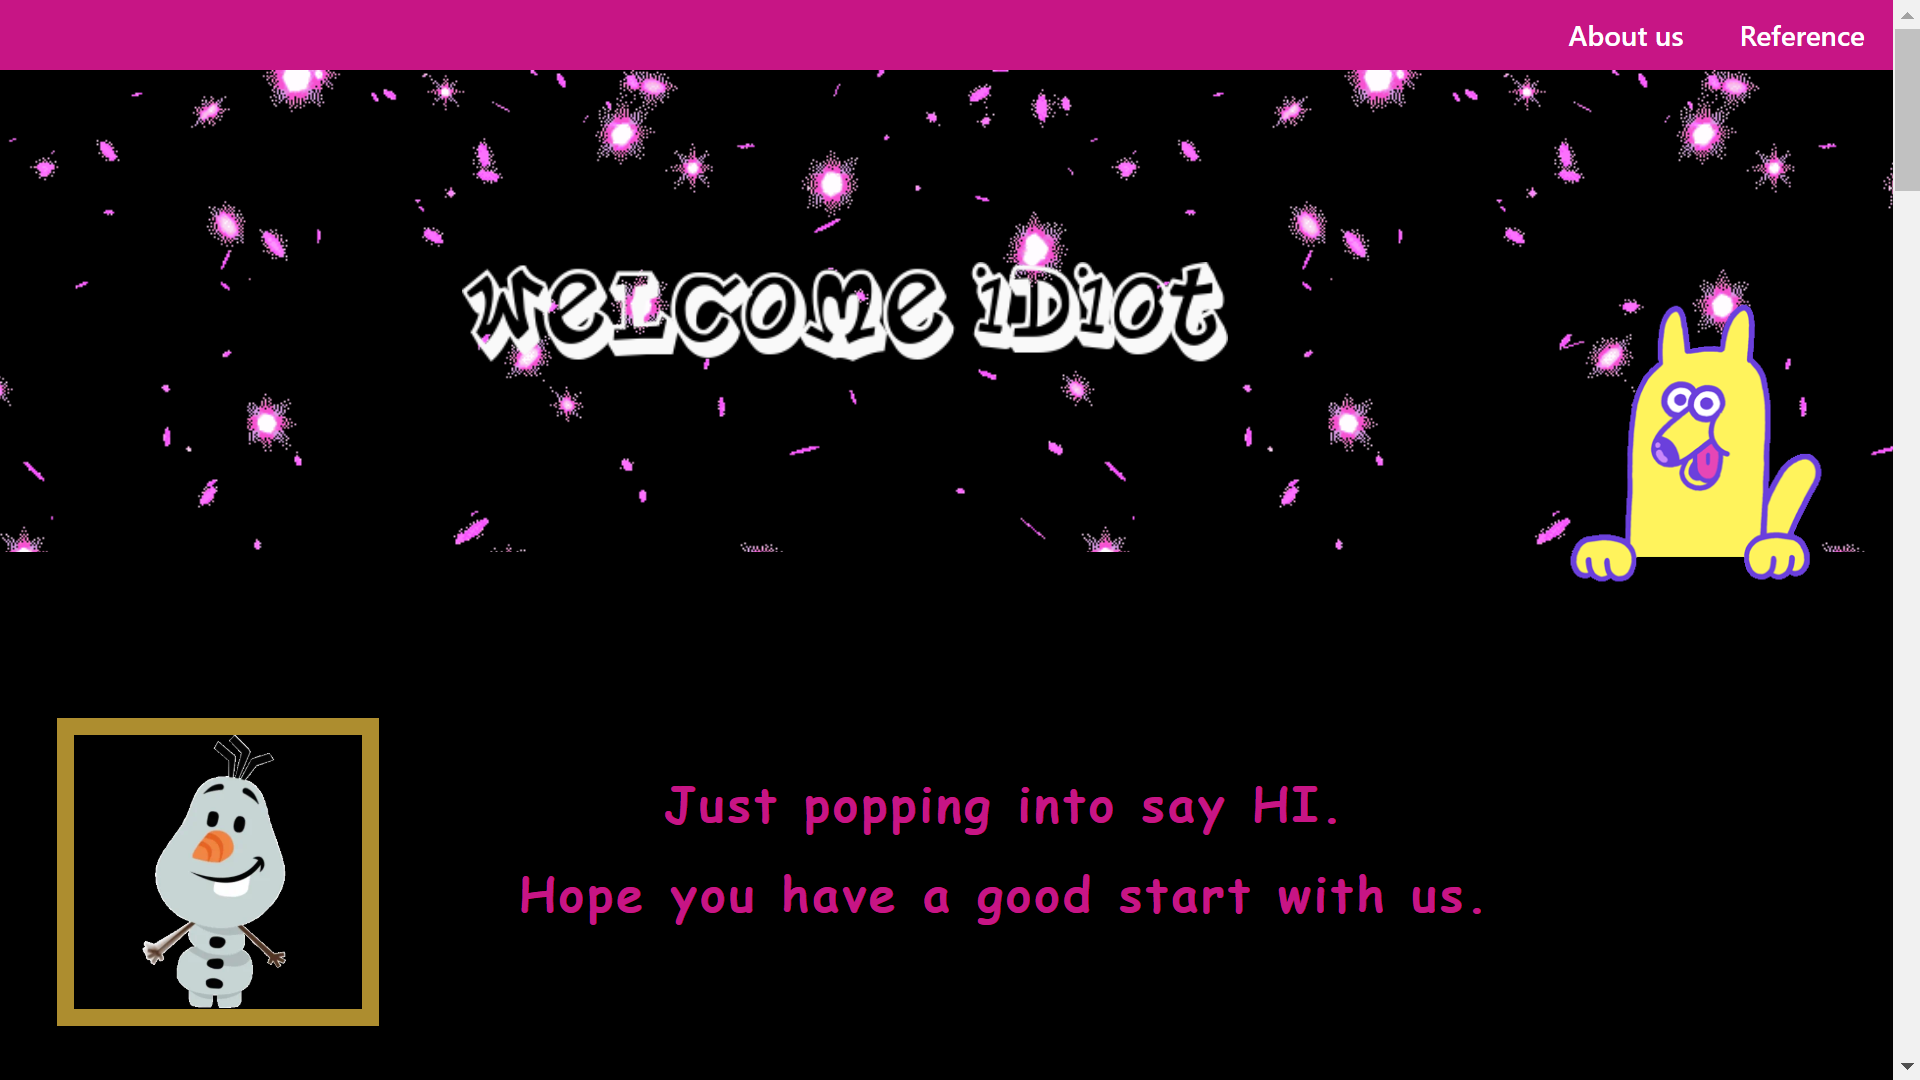 About us
Reference
WeLcome iDiot
Just popping into say HI.
Hope you have a good start with us.